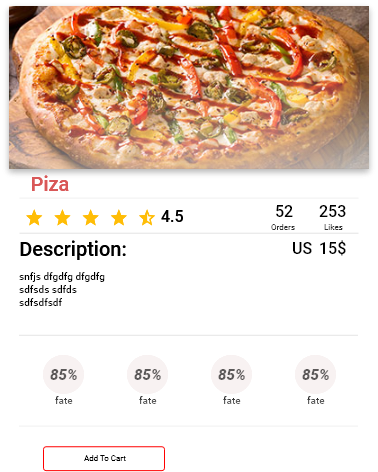 Piza
4.5
52 253
Orders Likes
Description: US 15$
snfjs dfgdfg dfgdfg
sdfsds sdfds
sdfsdfsdf
85% 85% 85% 85%
fate fate fate fate
Add To Cart